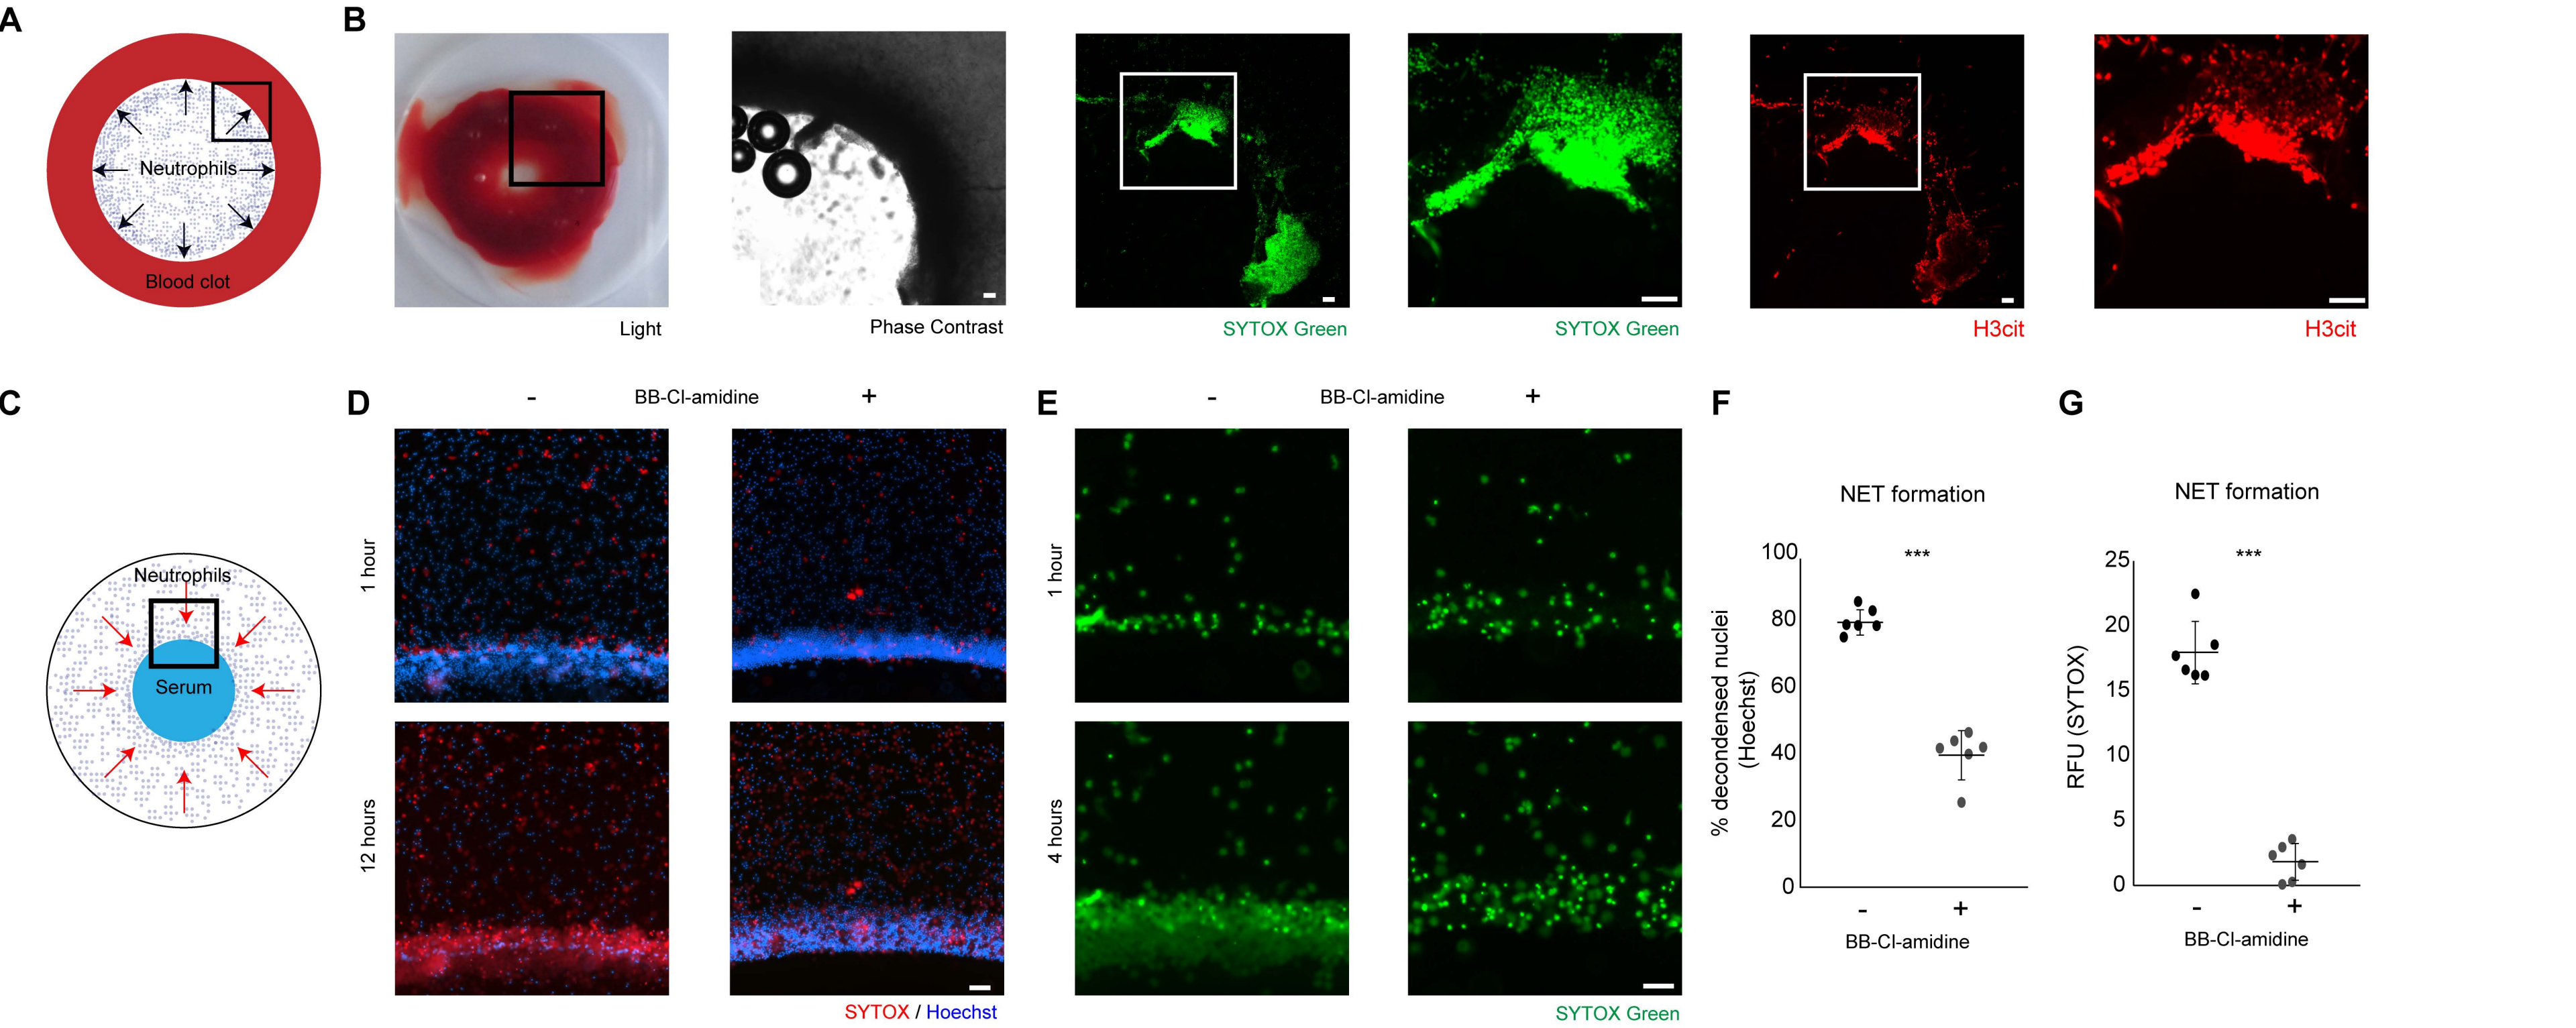 A
B
Neutrophils
Blood clot
Light
Phase Contrast
SYTOX Green
SYTOX Green
H3cit
H3cit
C
Neutrophils
Serum
D
- BB-Cl-amidine +
1 hour
12 hours
SYTOX / Hoechst
E
- BB-Cl-amidine +
1 hour
4 hours
SYTOX Green
F
NET formation
***
% decondensed nuclei
(Hoechst)
100
80
60
40
20
0
- +
BB-Cl-amidine
G
NET formation
***
RFU (SYTOX)
25
20
15
10
5
0
- +
BB-Cl-amidine